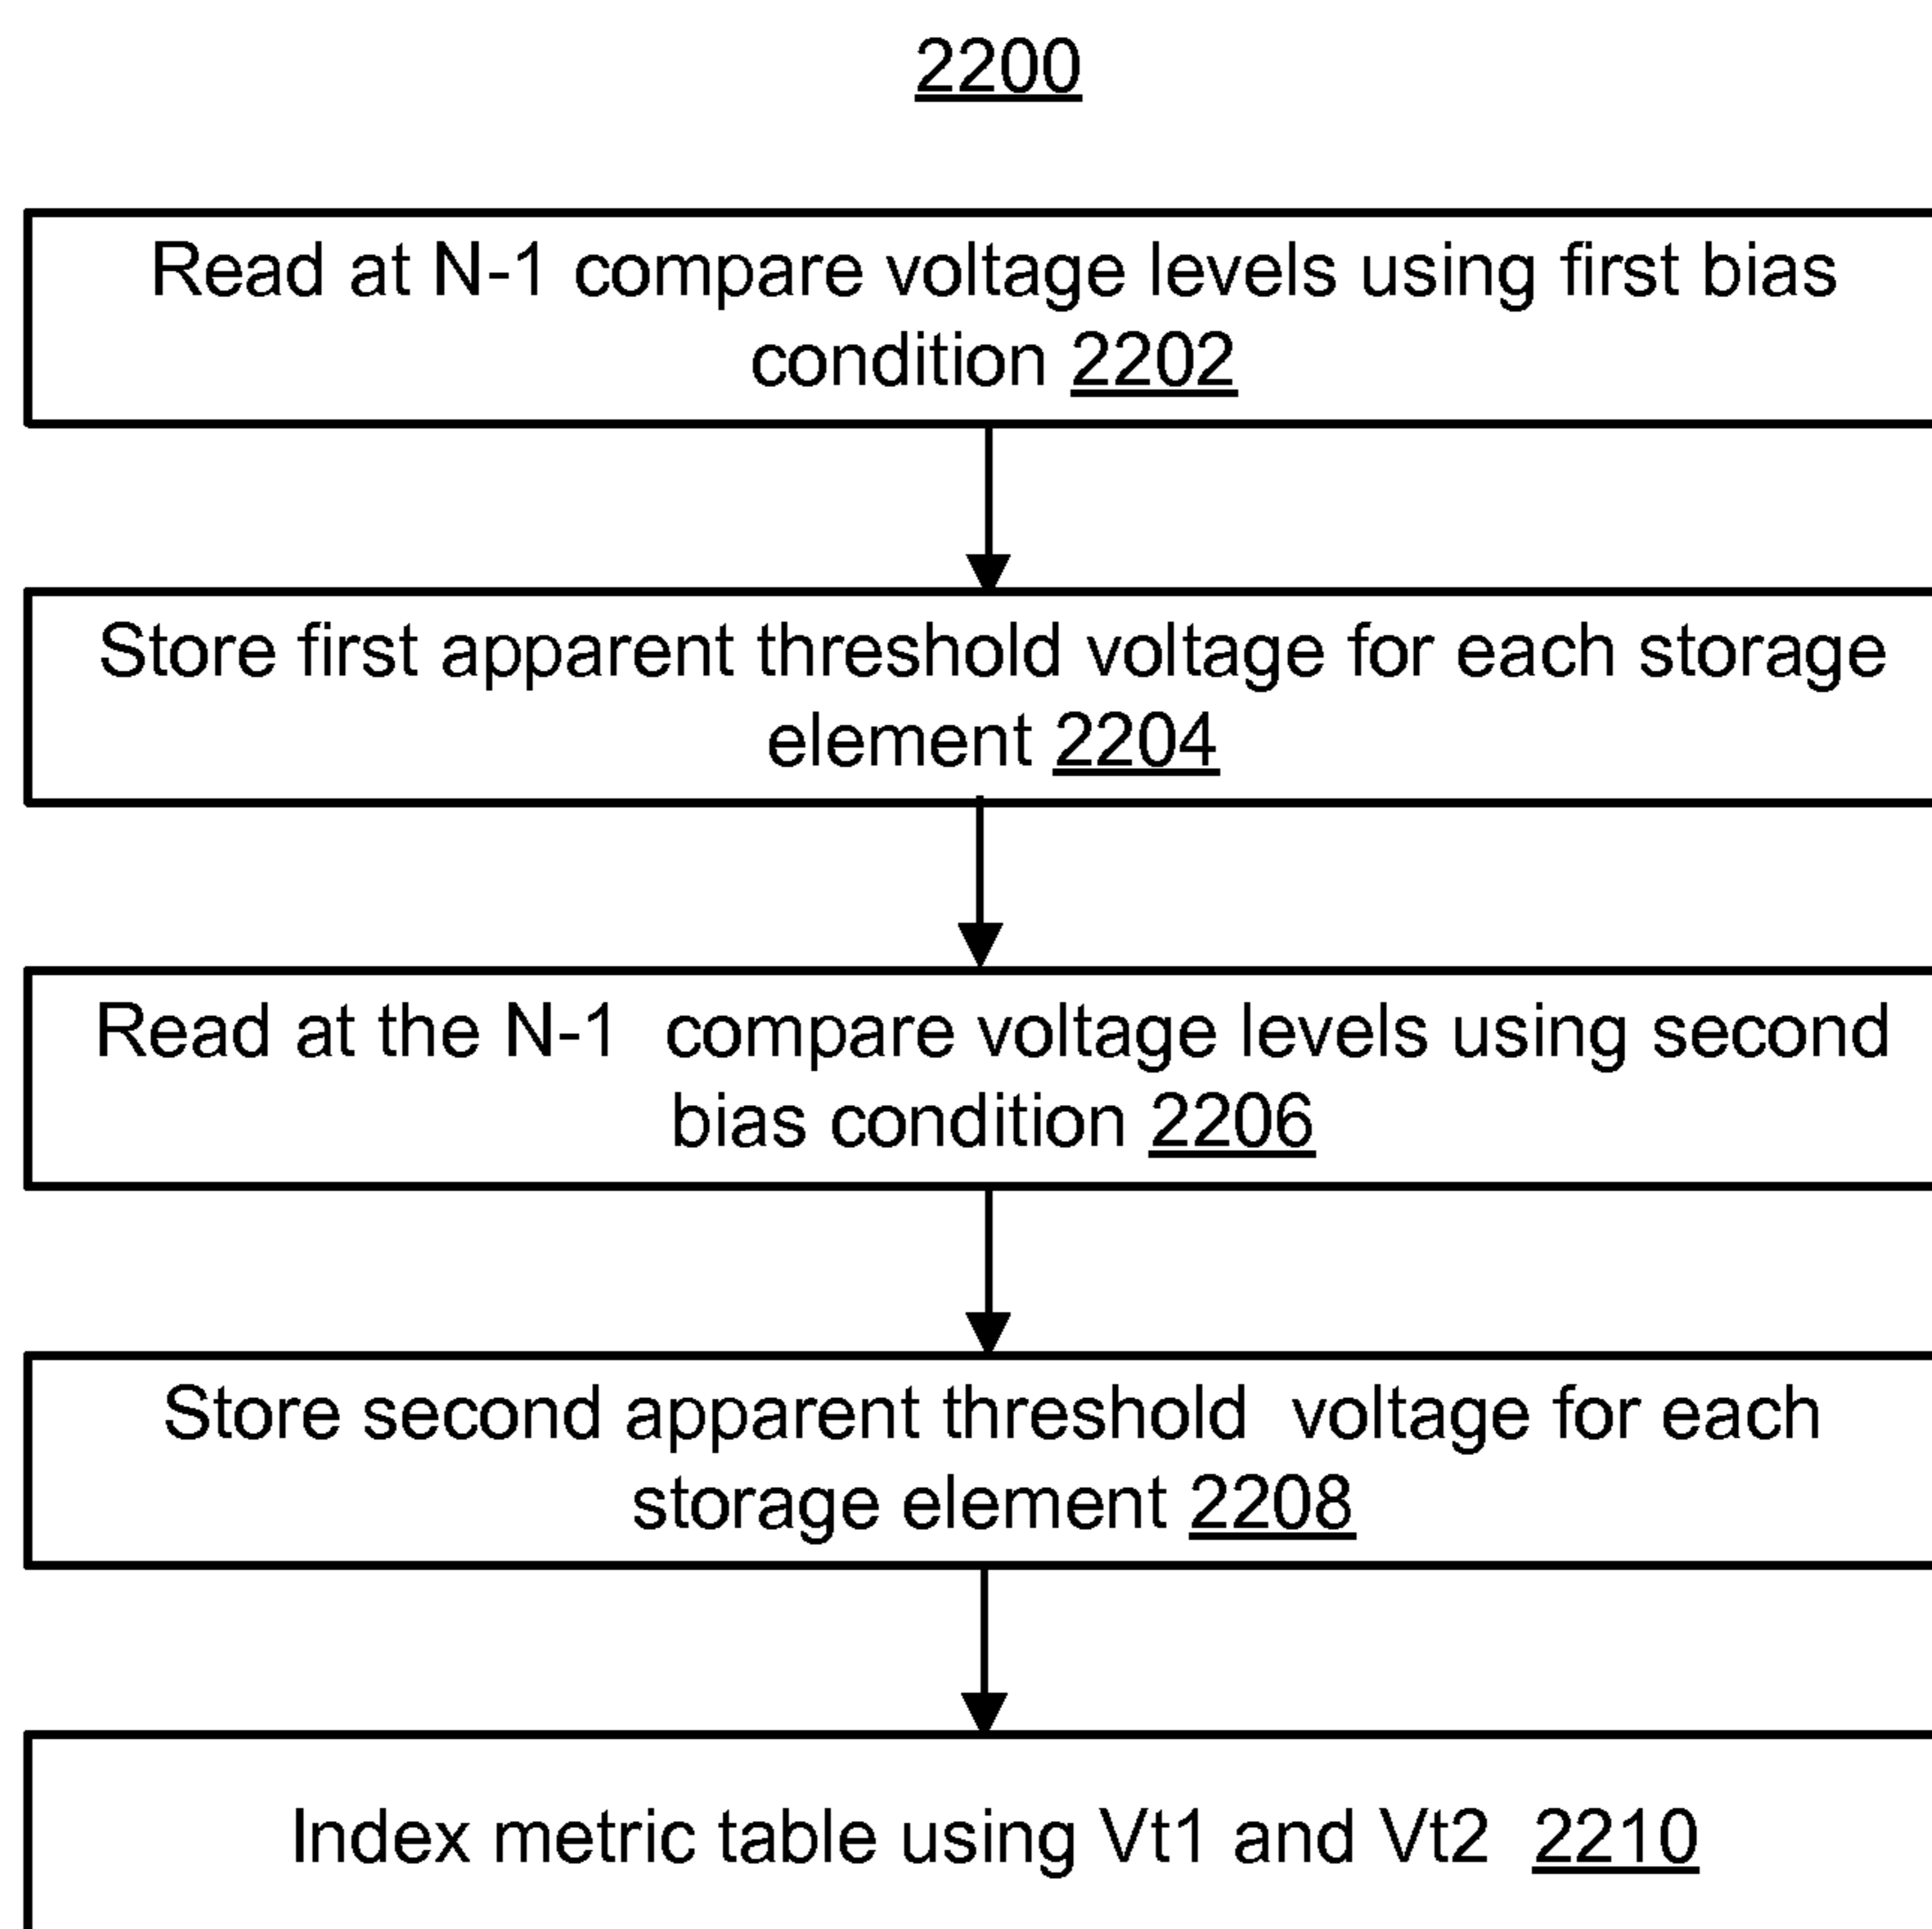 2200
Read at N-1 compare voltage levels using first bias
condition 2202
Store first apparent threshold voltage for each storage
element 2204
Read at the N-1 compare voltage levels using second
bias condition 2206
Store second apparent threshold voltage for each
storage element 2208
Index metric table using Vt1 and Vt2 2210